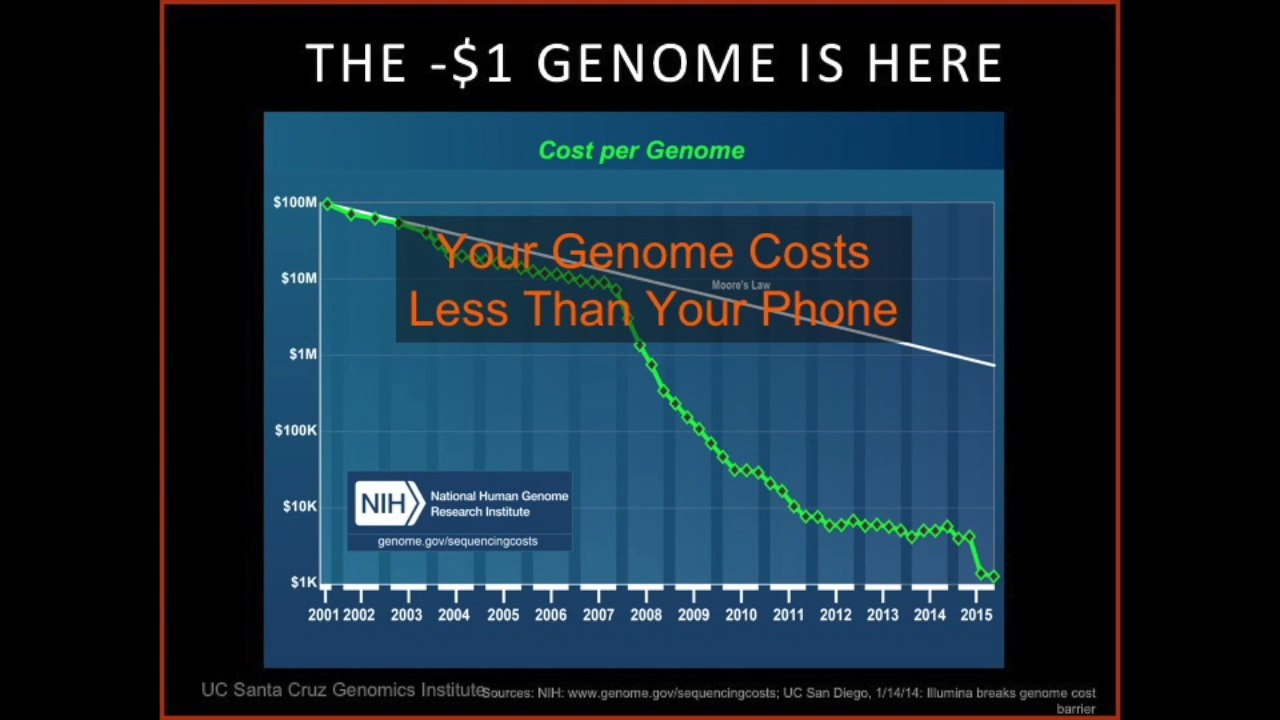 THE -$1 GENOME IS HERE
Cost per Genome
$100M
Your Genome Costs
$10M
Moore's Law
Less Than Your Phone
$1M
$100K
NIH
National Human Genome
Research Institute
$10K
genome.gov/sequencingcosts
$1K
2001 2002 2003 2004 2005 2006 2007 2008 2009 2010 2011 2012 2013 2014 2015
UC Santa Cruz Genomics Institute
Sources: NIH: www.genome.gov/sequencingcosts; UC San Diego, 1/14/14: Illumina breaks genome cost
barrier